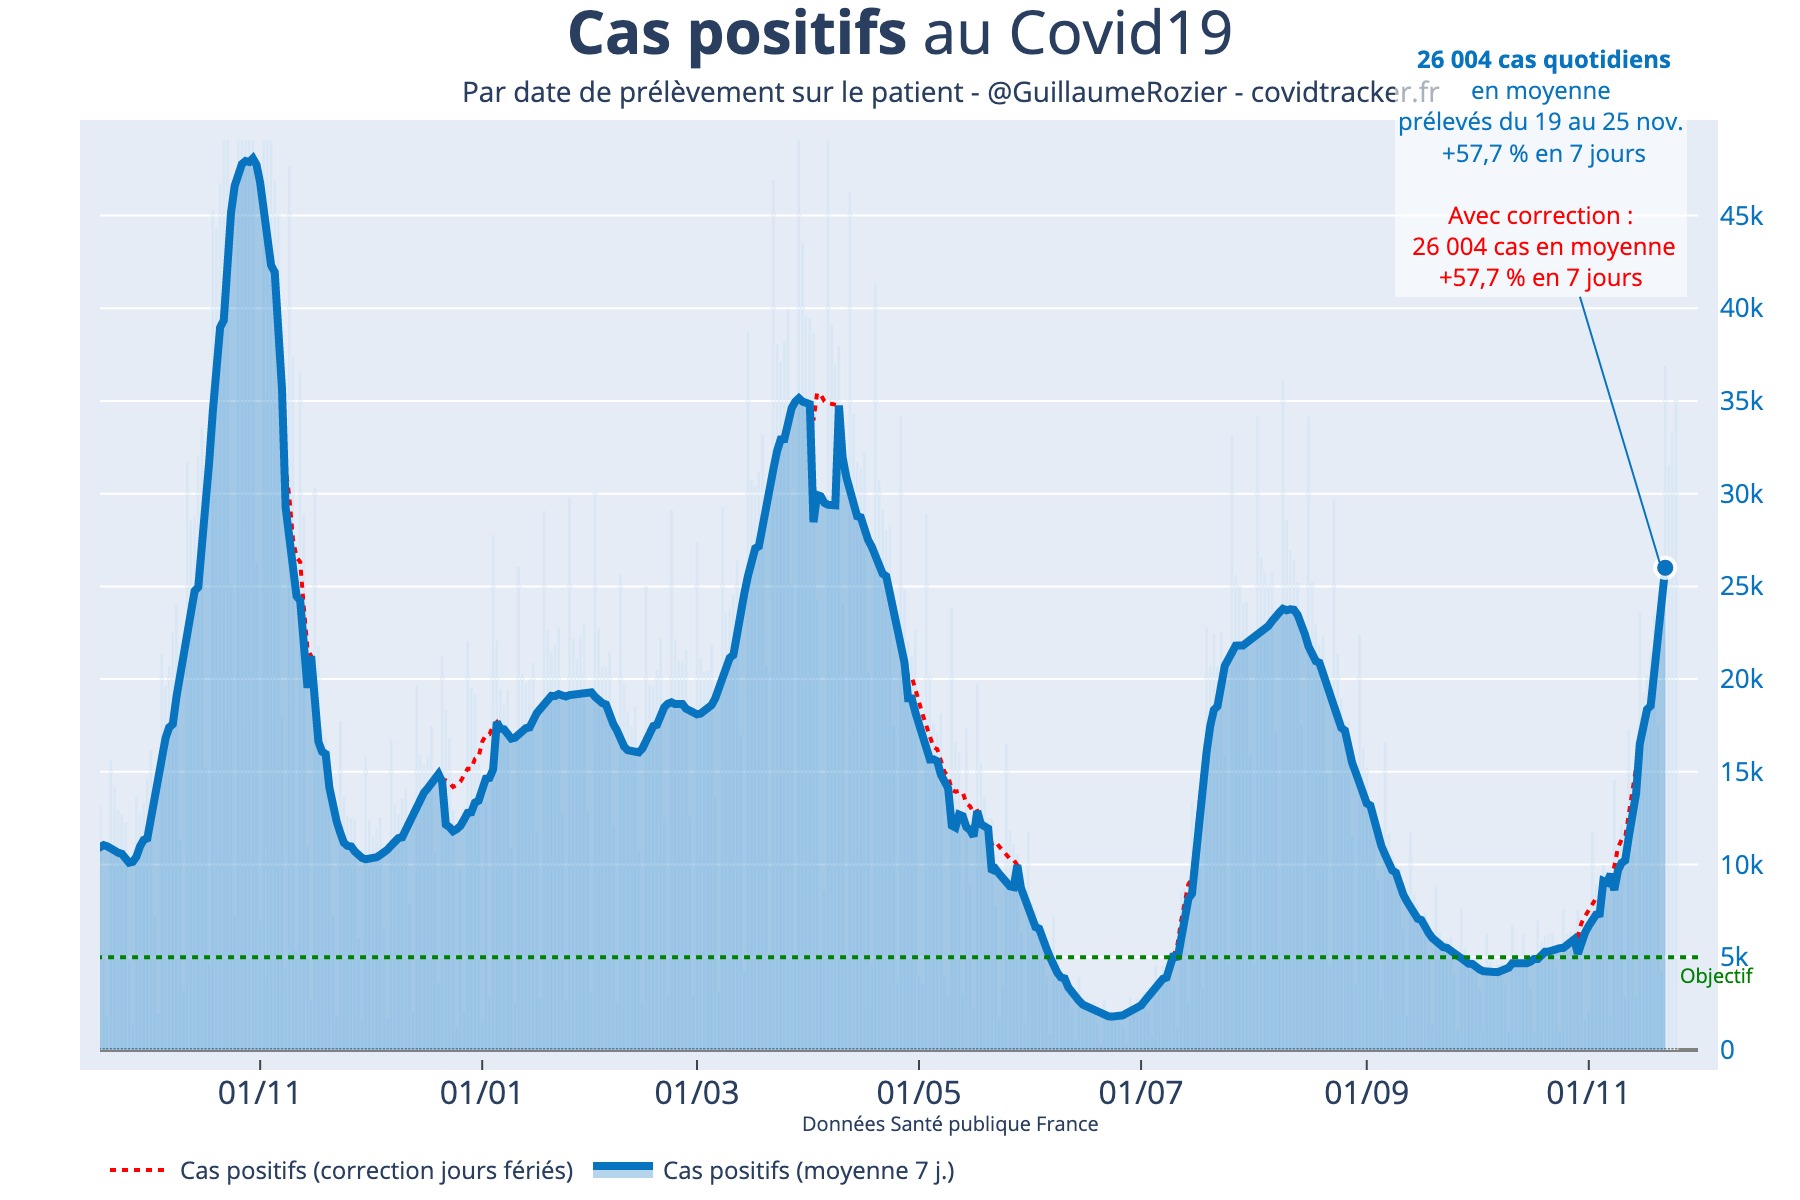 Cas positifs au Covid19
Par date de prélèvement sur le patient - @GuillaumeRozier - covidtracker.fr
26 004 cas quotidiens
en moyenne
prélevés du 19 au 25 nov.
+57,7 % en 7 jours
Avec correction :
26 004 cas en moyenne
+57,7 % en 7 jours
45k
40k
35k
30k
25k
20k
15k
10k
5k
Objectif
0
01/11 01/01 01/03 01/05 01/07 01/09 01/11
Données Santé publique France
Cas positifs (correction jours fériés) Cas positifs (moyenne 7 j.)